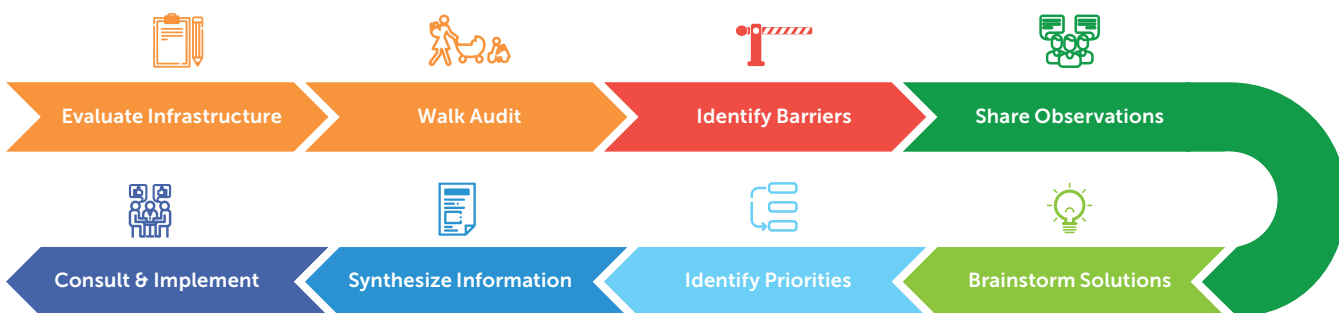 Evaluate Infrastructure
Walk Audit
Identify Barriers
Share Observations
Brainstorm Solutions
Identify Priorities
Synthesize Information
Consult & Implement